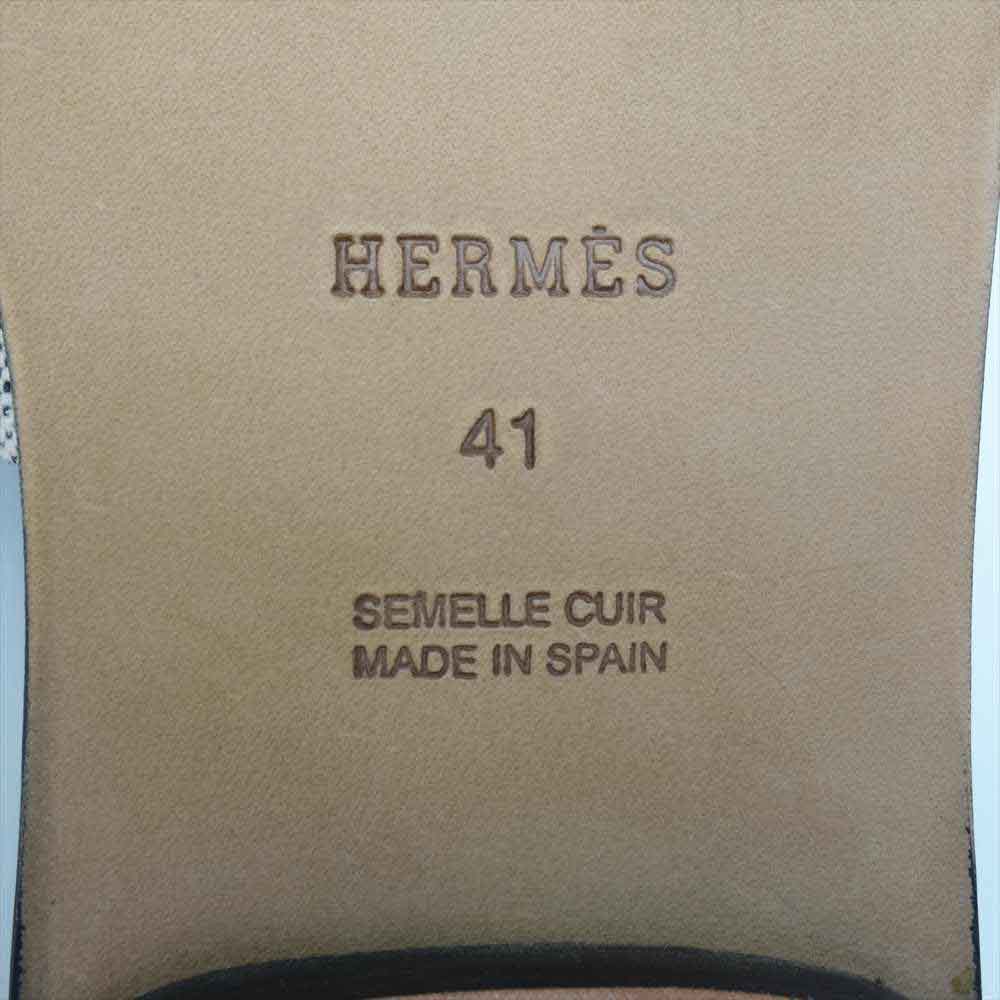 HERMÈS
41
SEMELLE CUIR
MADE IN SPAIN